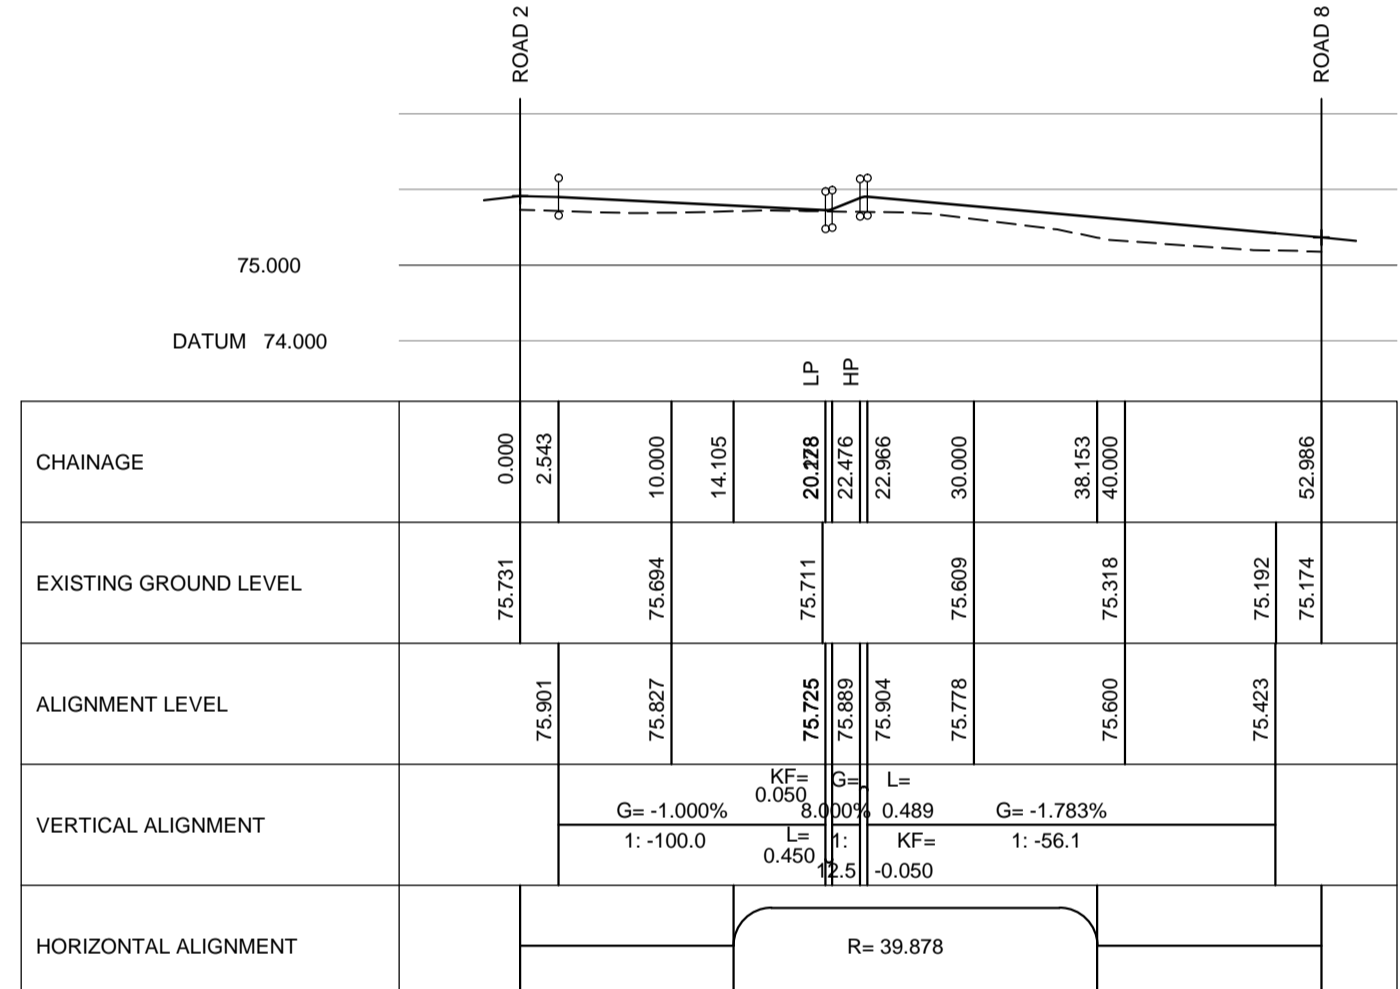 ROAD 2
ROAD 8
75.000
DATUM 74.000
LP
HP
CHAINAGE
0.000
2.543
10.000
14.105
22.476
22.966
30.000
38.153
40.000
52.986
EXISTING GROUND LEVEL
75.731
75.694
75.711
75.609
75.318
75.192
75.174
ALIGNMENT LEVEL
75.901
75.827
75.725
75.889
75.904
75.778
75.600
75.423
VERTICAL ALIGNMENT
G= -1.000%
1: -100.0
KF=
0.050
L=
0.450
G=
8.000%
1:
12.5
L=
0.489
KF=
-0.050
G= -1.783%
1: -56.1
HORIZONTAL ALIGNMENT
R= 39.878